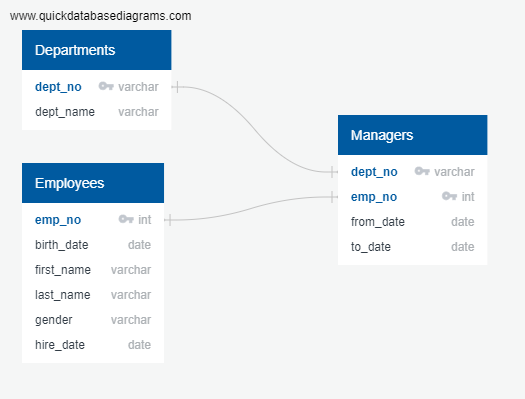 www.quickdatabasediagrams.com
Departments
dept_no varchar
dept_name varchar
Employees
emp_no int
birth_date date
first_name varchar
last_name varchar
gender varchar
hire_date date
Managers
dept_no varchar
emp_no int
from_date date
to_date date